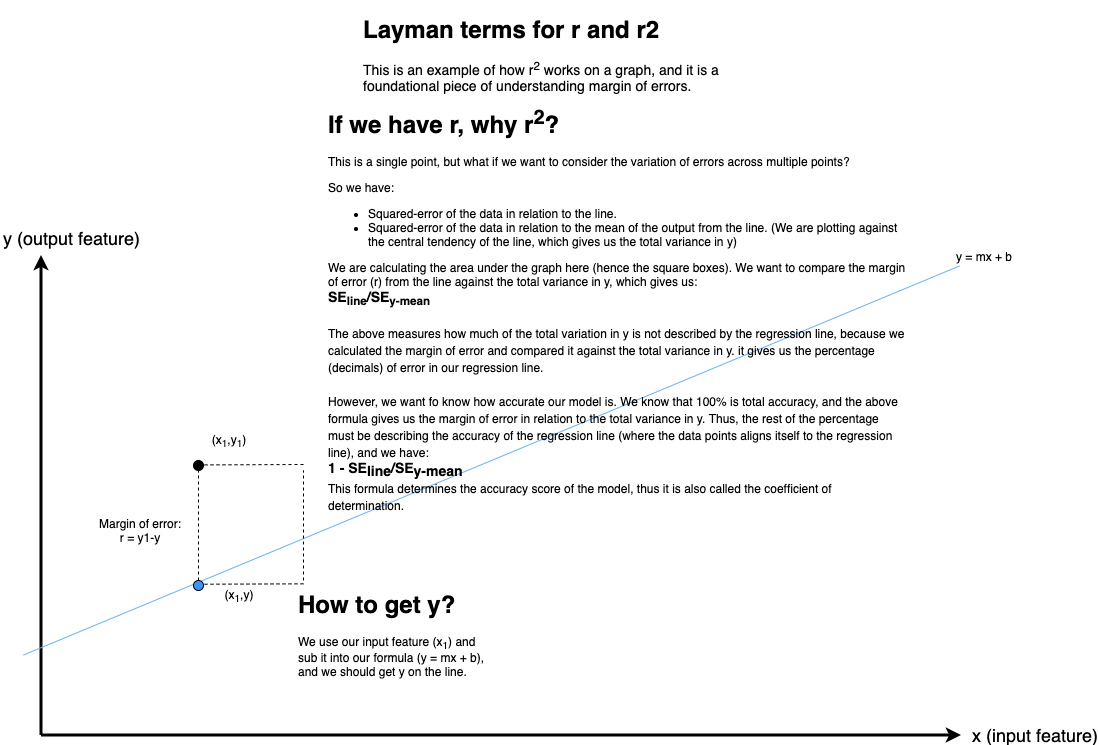 Layman terms for r and r2
This is an example of how r² works on a graph, and it is a
foundational piece of understanding margin of errors.
If we have r, why r²?
This is a single point, but what if we want to consider the variation of errors across multiple points?
So we have:
• Squared-error of the data in relation to the line.
• Squared-error of the data in relation to the mean of the output from the line. (We are plotting against
the central tendency of the line, which gives us the total variance in y)
y (output feature)
y = mx + b
We are calculating the area under the graph here (hence the square boxes). We want to compare the margin
of error (r) from the line against the total variance in y, which gives us:
SEline/SEy-mean
The above measures how much of the total variation in y is not described by the regression line, because we
calculated the margin of error and compared it against the total variance in y. it gives us the percentage
(decimals) of error in our regression line.
However, we want fo know how accurate our model is. We know that 100% is total accuracy, and the above
formula gives us the margin of error in relation to the total variance in y. Thus, the rest of the percentage
must be describing the accuracy of the regression line (where the data points aligns itself to the regression
line), and we have:
1 - SEline/SEy-mean
This formula determines the accuracy score of the model, thus it is also called the coefficient of
determination.
(x₁,y₁)
Margin of error:
r = y1-y
(x₁,y)
How to get y?
We use our input feature (x₁) and
sub it into our formula (y = mx + b),
and we should get y on the line.
x (input feature)